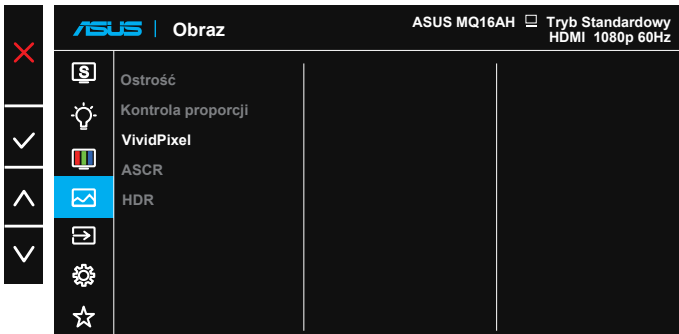 ASUS | Obraz
ASUS MQ16AH Tryb Standardowy
HDMI 1080p 60Hz
S
Ostrość
Kontrola proporcji
VividPixel
ASCR
HDR